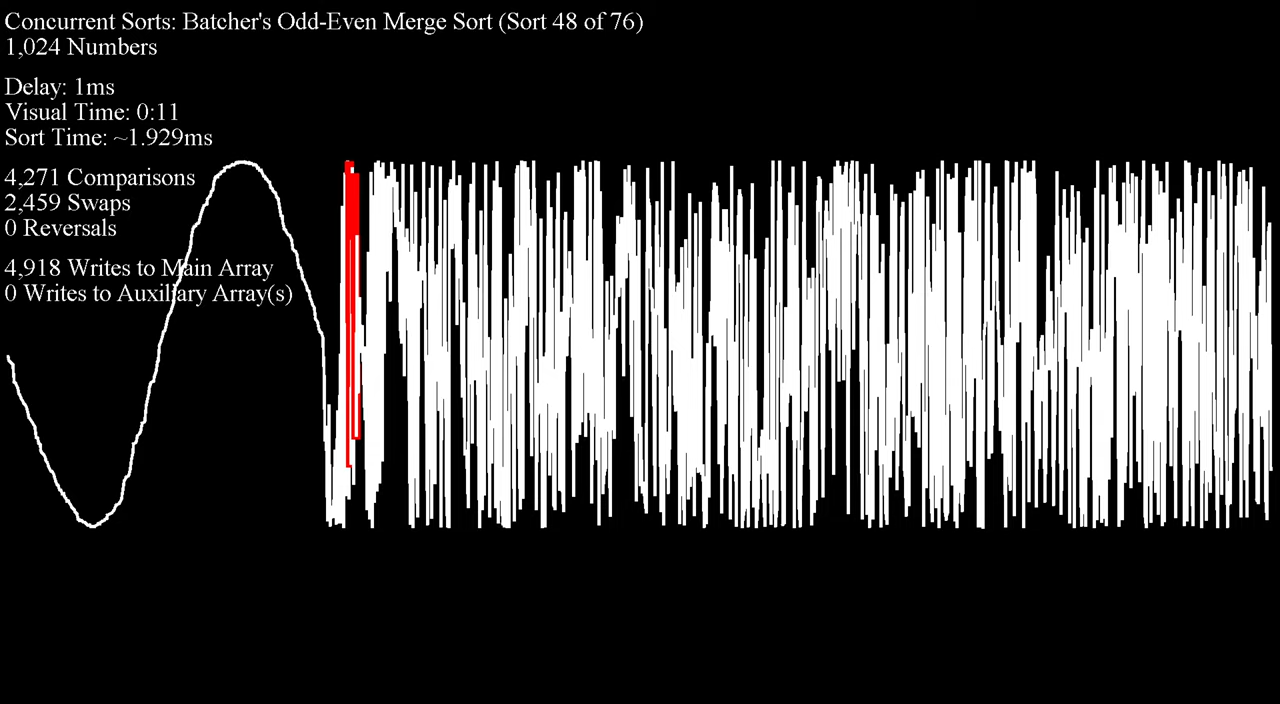 Concurrent Sorts: Batcher's Odd-Even Merge Sort (Sort 48 of 76)
1,024 Numbers
Delay: 1ms
Visual Time: 0:11
Sort Time: ~1.929ms
4,271 Comparisons
2,459 Swaps
0 Reversals
4,918 Writes to Main Array
0 Writes to Auxiliary Array(s)